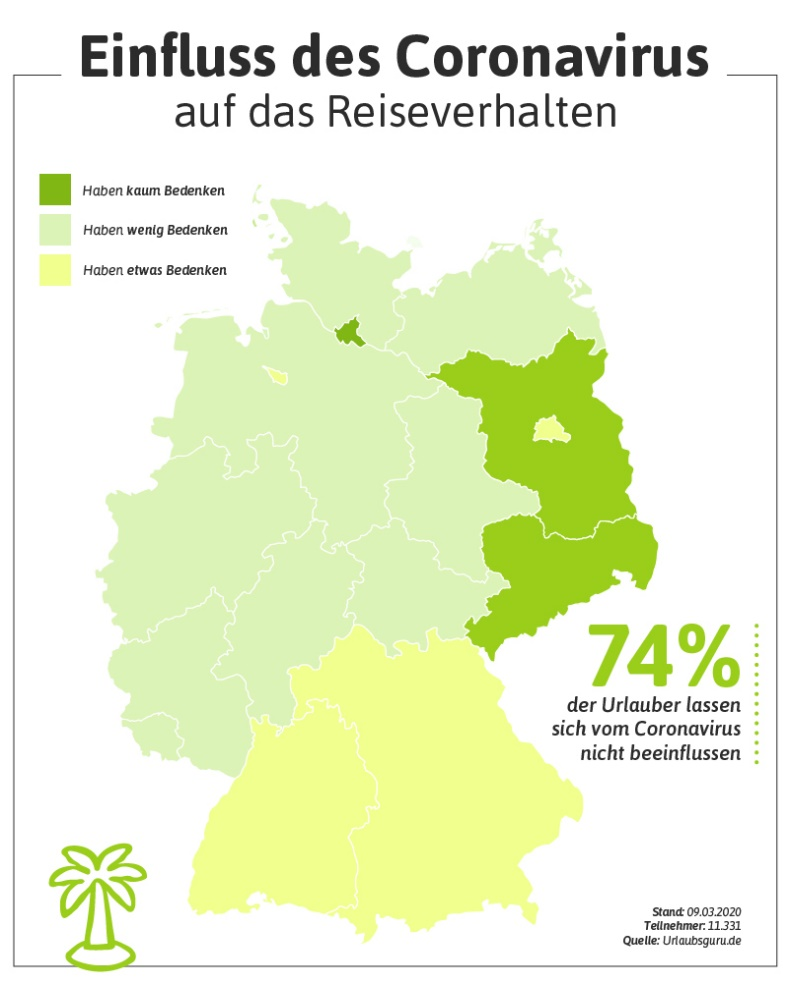 Einfluss des Coronavirus
auf das Reiseverhalten
Haben kaum Bedenken
Haben wenig Bedenken
Haben etwas Bedenken
74%
der Urlauber lassen
sich vom Coronavirus
nicht beeinflussen
Stand: 09.03.2020
Teilnehmer: 11.331
Quelle: Urlaubsguru.de